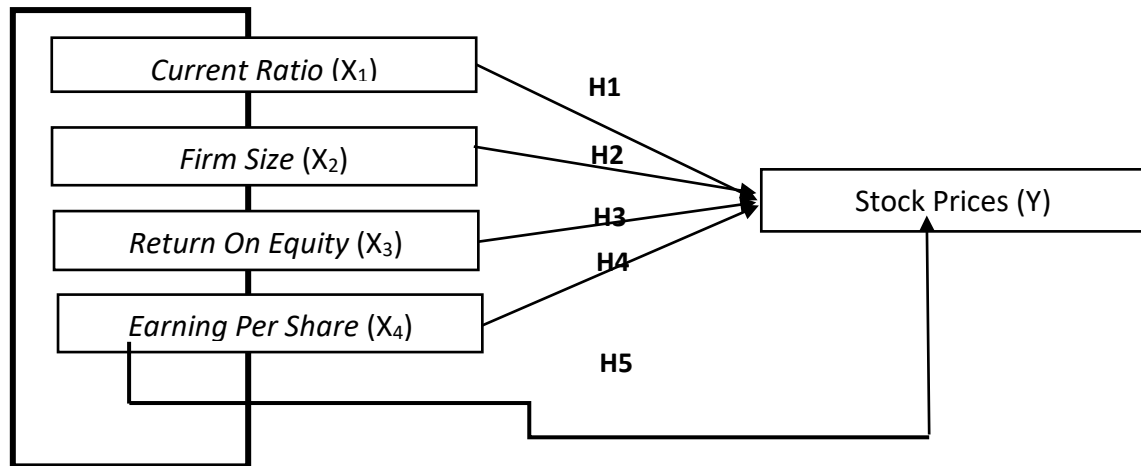 Current Ratio (X₁)
H1
Firm Size (X₂)
H2
Stock Prices (Y)
Return On Equity (X₃)
H3
H4
Earning Per Share (X₄)
H5